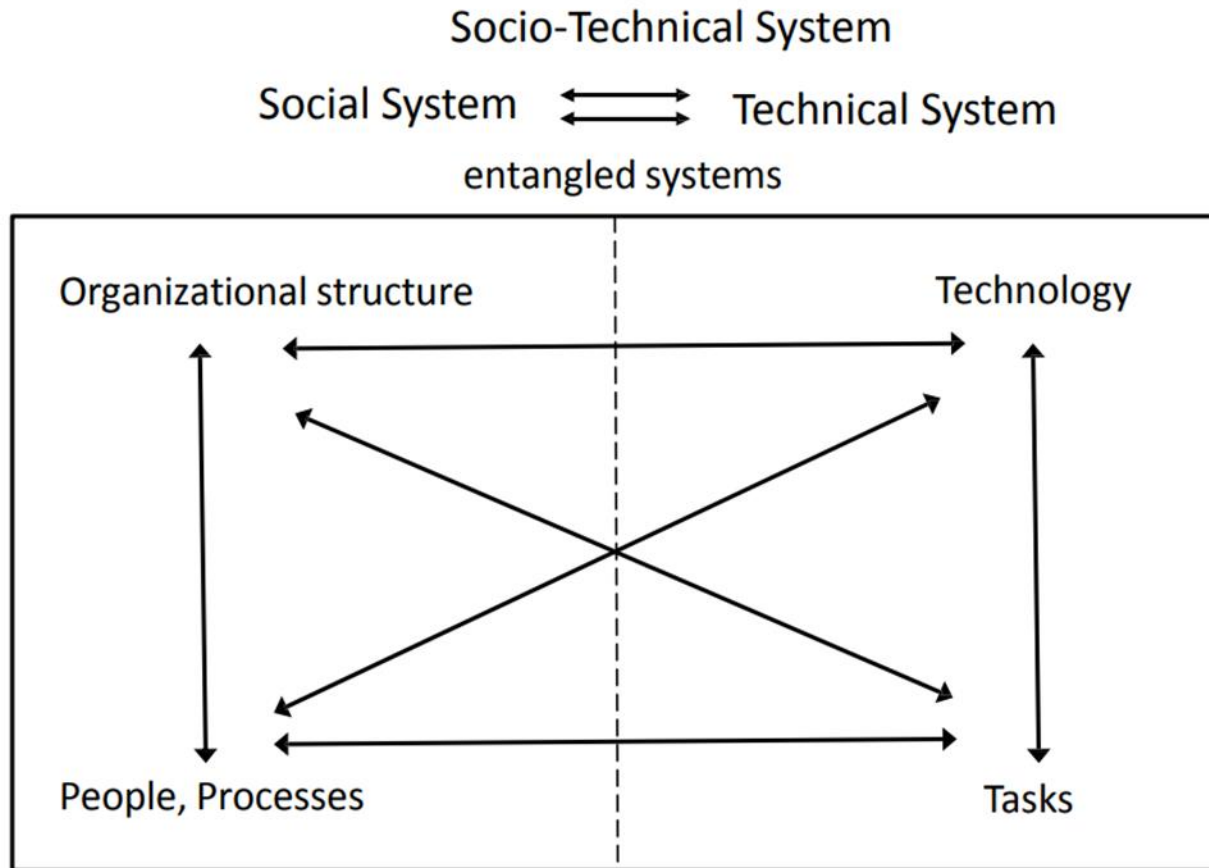 Socio-Technical System
Social System Technical System
entangled systems
Organizational structure Technology
People, Processes Tasks